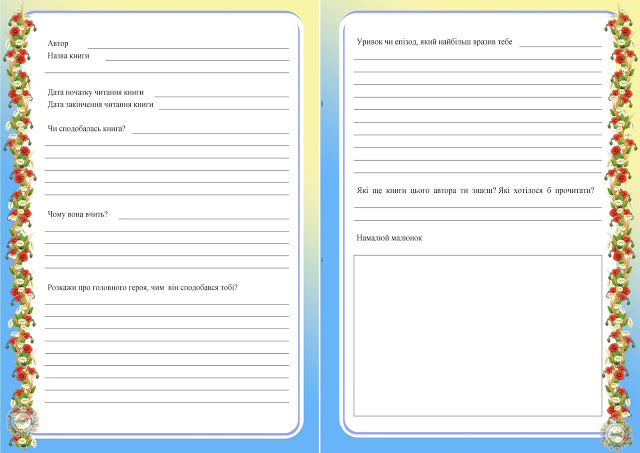 Автор
Назва книги
Дата початку читання книги
Дата закінчення читання книги
Чи сподобалась книга?
Чому вона вчить?
Розкажи про головного героя, чим він сподобався тобі?
Уривок чи епізод, який найбільш вразив тебе
Які ще книги цього автора ти знаєш? Які хотілося б прочитати?
Намалюй малюнок